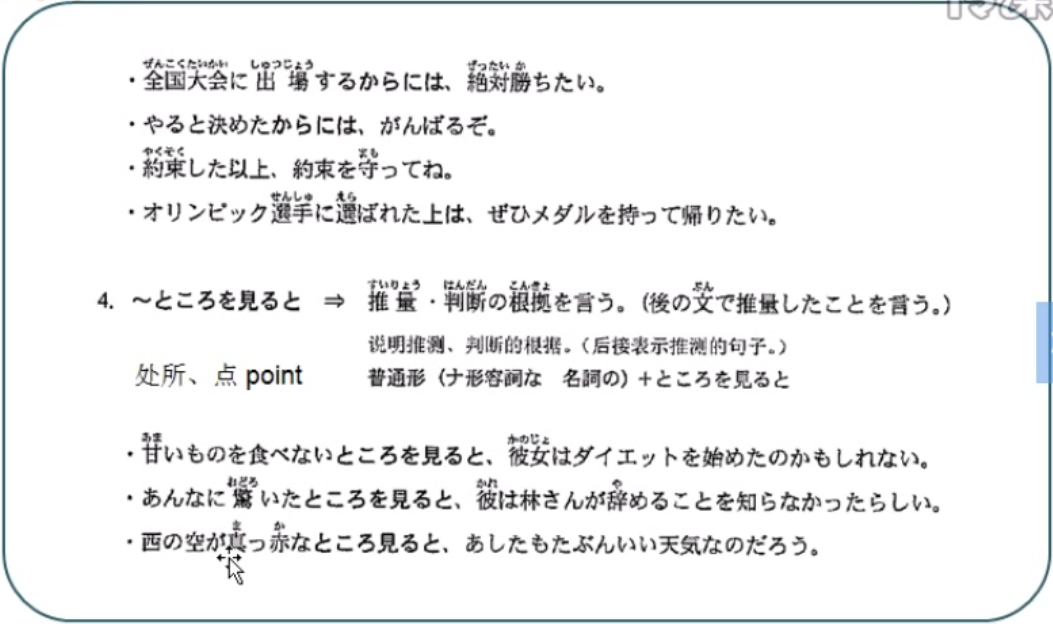 ・全国大会に出場するからには、絶対勝ちたい。
・やると決めたからには、がんばるぞ。
・約束した以上、約束を守ってね。
・オリンピック選手に選ばれた上は、ぜひメダルを持って帰りたい。
4. ～ところを見ると ⇒ 推量・判断の根拠を言う。(後の文で推量したことを言う。)
说明推测、判断的根据。（后接表示推测的句子。）
处所、点 point
普通形（ナ形容詞な 名詞の）＋ところを見ると
・甘いものを食べないところを見ると、彼女はダイエットを始めたのかもしれない。
・あんなに驚いたところを見ると、彼は林さんが辞めることを知らなかったらしい。
・西の空が真っ赤なところ見ると、あしたもたぶんいい天気なのだろう。